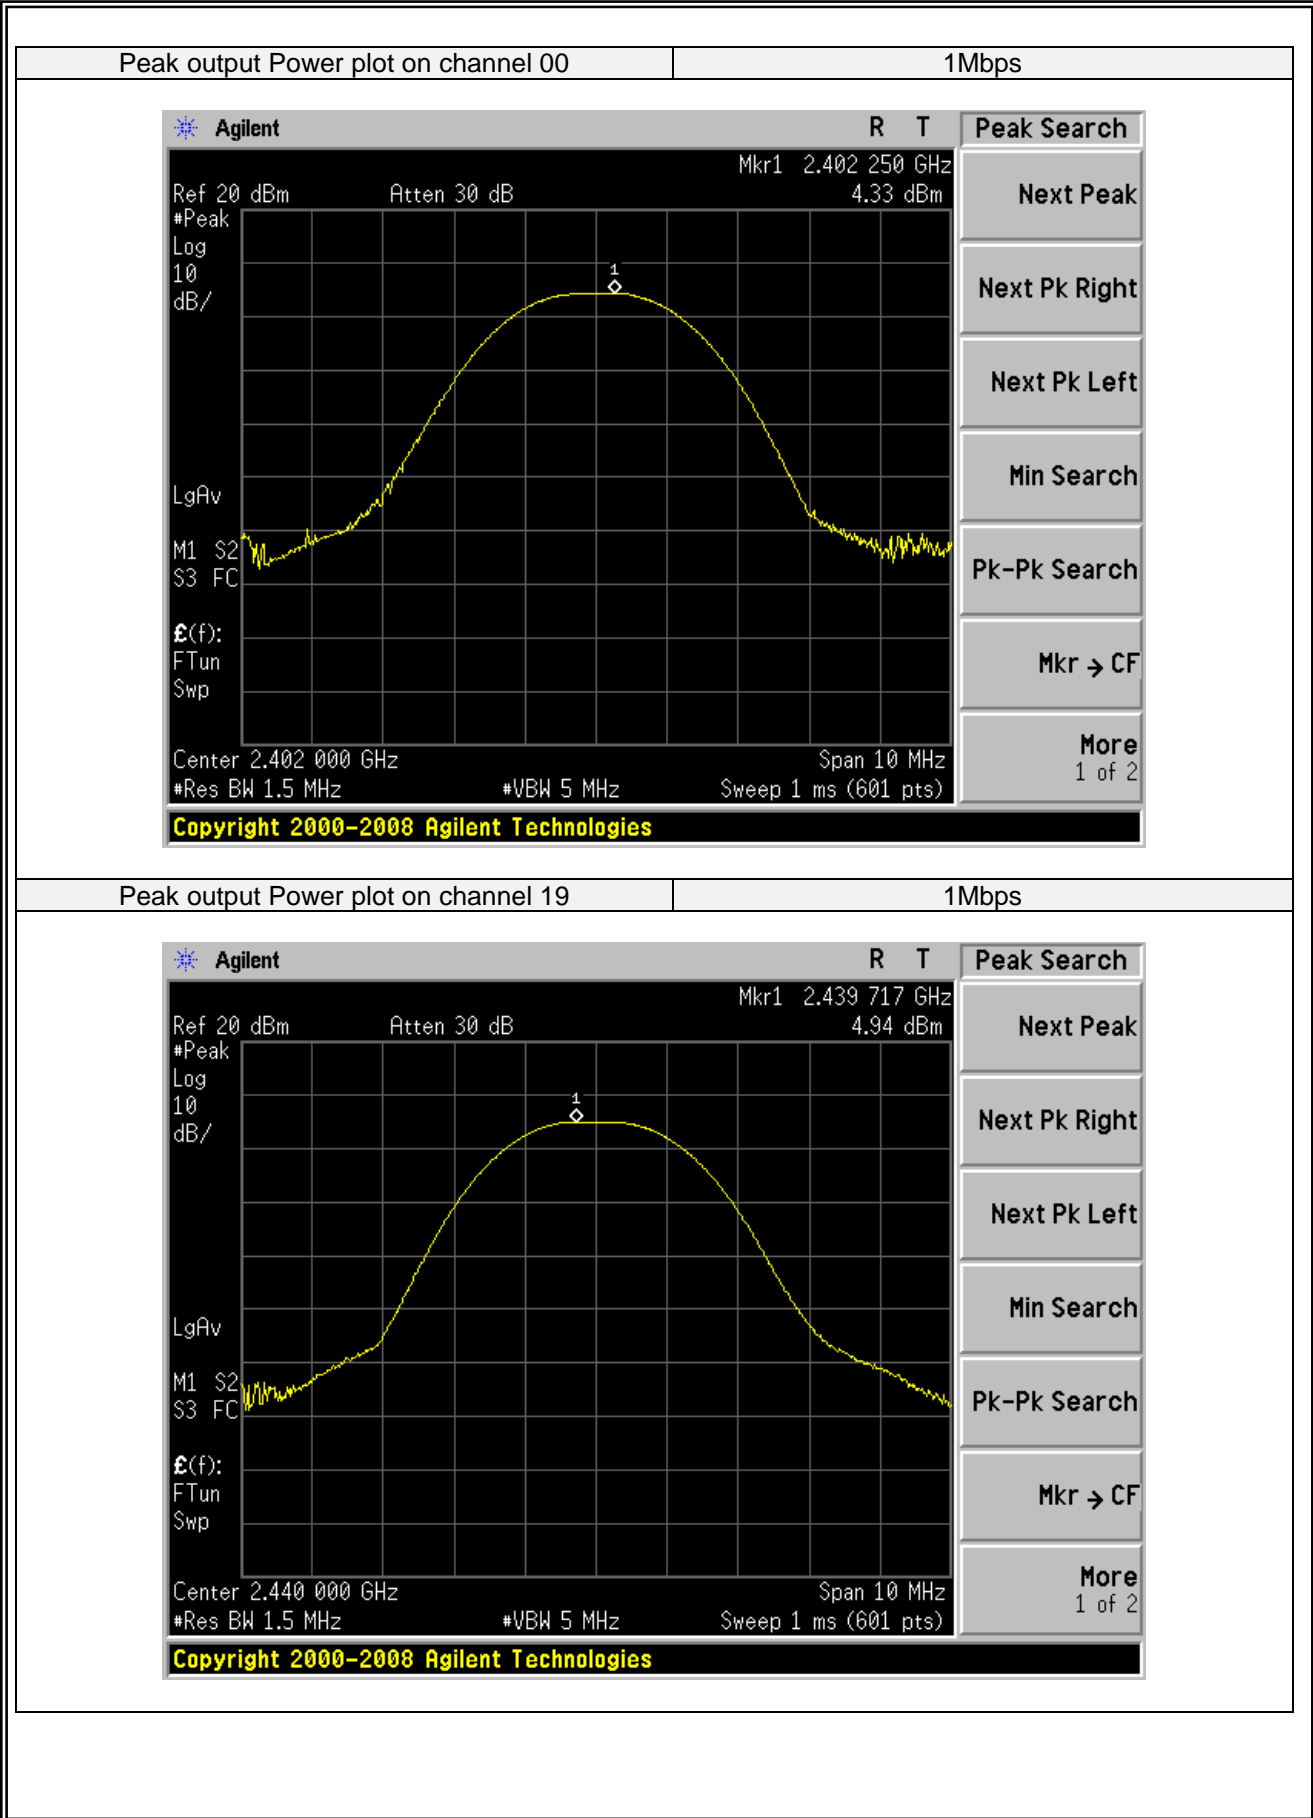 Peak output Power plot on channel 00 1Mbps
Agilent R T Peak Search
Mkr1 2.402 250 GHz
Ref 20 dBm Atten 30 dB 4.33 dBm Next Peak
#Peak
Log
10 1
dB/ Next Pk Right
Next Pk Left
Min Search
LgAv
M1 S2
S3 FC Pk-Pk Search
£(f):
FTun Mkr → CF
Swp
Center 2.402 000 GHz Span 10 MHz More
1 of 2
#Res BW 1.5 MHz #VBW 5 MHz Sweep 1 ms (601 pts)
Copyright 2000-2008 Agilent Technologies
Peak output Power plot on channel 19 1Mbps
Agilent R T Peak Search
Mkr1 2.439 717 GHz
Ref 20 dBm Atten 30 dB 4.94 dBm Next Peak
#Peak
Log
10 1
dB/ Next Pk Right
Next Pk Left
Min Search
LgAv
M1 S2
S3 FC Pk-Pk Search
£(f):
FTun Mkr → CF
Swp
Center 2.440 000 GHz Span 10 MHz More
1 of 2
#Res BW 1.5 MHz #VBW 5 MHz Sweep 1 ms (601 pts)
Copyright 2000-2008 Agilent Technologies